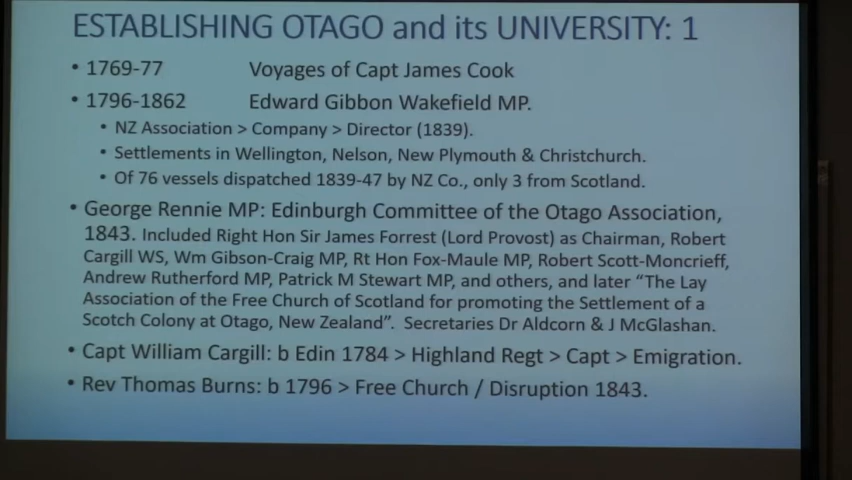 ESTABLISHING OTAGO and its UNIVERSITY: 1
• 1769-77 Voyages of Capt James Cook
• 1796-1862 Edward Gibbon Wakefield MP.
• NZ Association > Company > Director (1839).
• Settlements in Wellington, Nelson, New Plymouth & Christchurch.
• Of 76 vessels dispatched 1839-47 by NZ Co., only 3 from Scotland.
• George Rennie MP: Edinburgh Committee of the Otago Association,
1843. Included Right Hon Sir James Forrest (Lord Provost) as Chairman, Robert
Cargill WS, Wm Gibson-Craig MP, Rt Hon Fox-Maule MP, Robert Scott-Moncrieff,
Andrew Rutherford MP, Patrick M Stewart MP, and others, and later “The Lay
Association of the Free Church of Scotland for promoting the Settlement of a
Scotch Colony at Otago, New Zealand”. Secretaries Dr Aldcorn & J McGlashan.
• Capt William Cargill: b Edin 1784 > Highland Regt > Capt > Emigration.
• Rev Thomas Burns: b 1796 > Free Church / Disruption 1843.